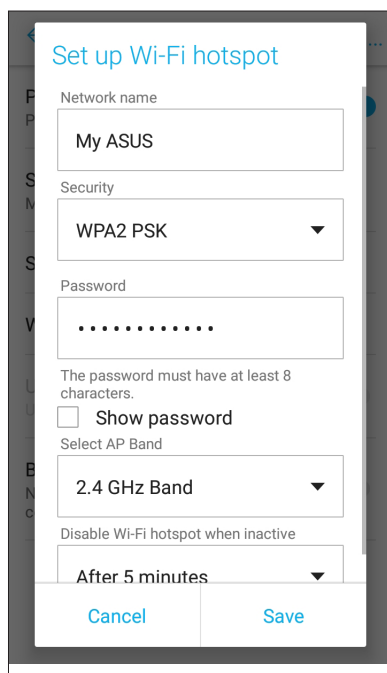 Set up Wi-Fi hotspot
Network name
My ASUS
Security
WPA2 PSK
Password
••••••••••••
The password must have at least 8
characters.
Show password
Select AP Band
2.4 GHz Band
Disable Wi-Fi hotspot when inactive
After 5 minutes
Cancel
Save